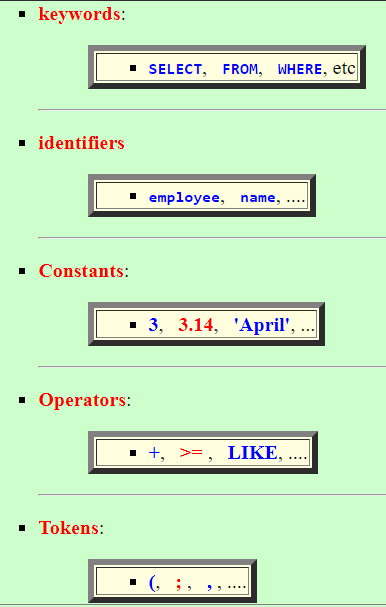 keywords:
SELECT, FROM, WHERE, etc
identifiers
employee, name, ....
Constants:
3, 3.14, 'April', ...
Operators:
+, >= , LIKE, ....
Tokens:
(, ; , , , ....